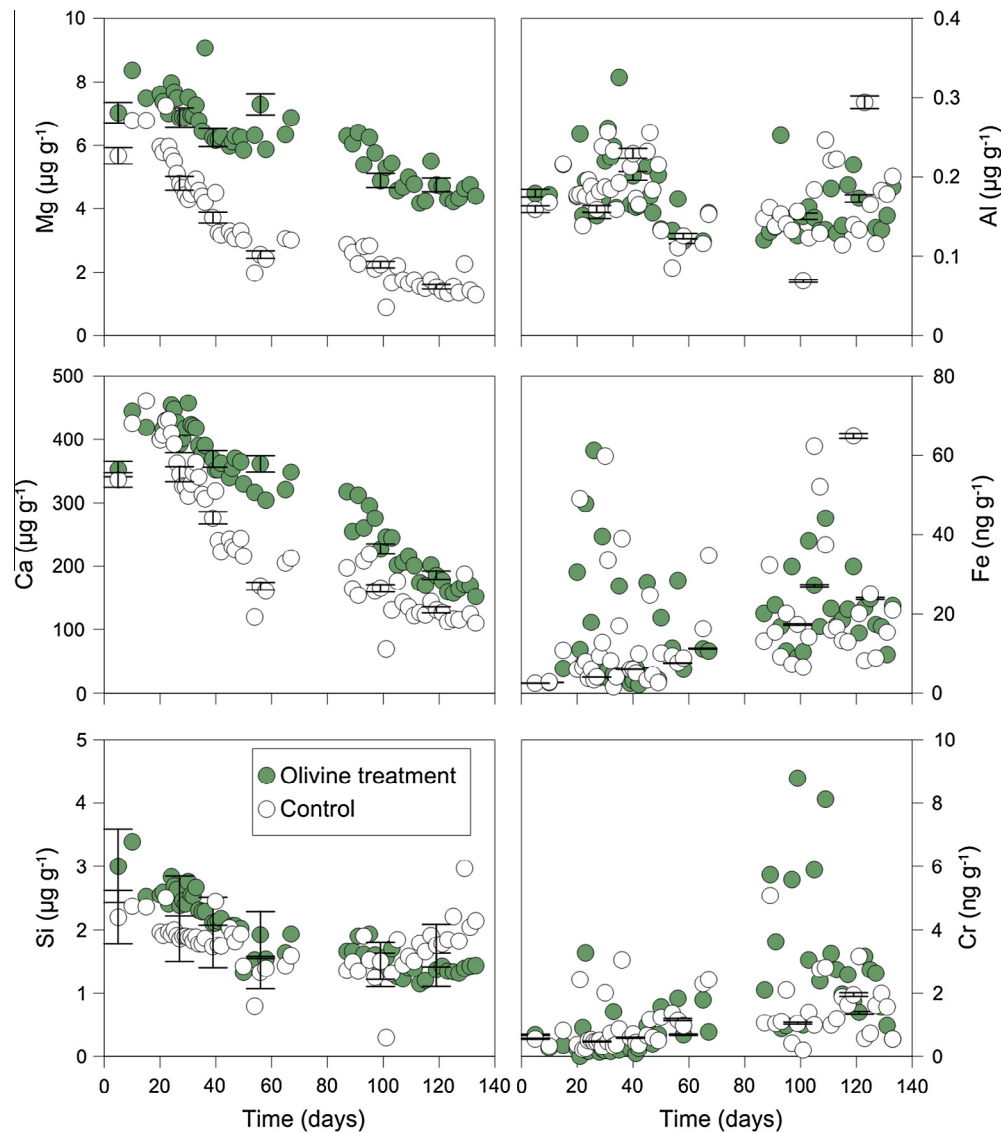 10
8
6
4
2
0
Mg (µg g-1)
0.4
0.3
0.2
0.1
0
Al (µg g-1)
500
400
300
200
100
0
Ca (µg g-1)
80
60
40
20
0
Fe (ng g-1)
5
4
3
2
1
0
Si (µg g-1)
Olivine treatment
Control
10
8
6
4
2
0
Cr (ng g-1)
0 20 40 60 80 100 120 140
0 20 40 60 80 100 120 140
Time (days)
Time (days)